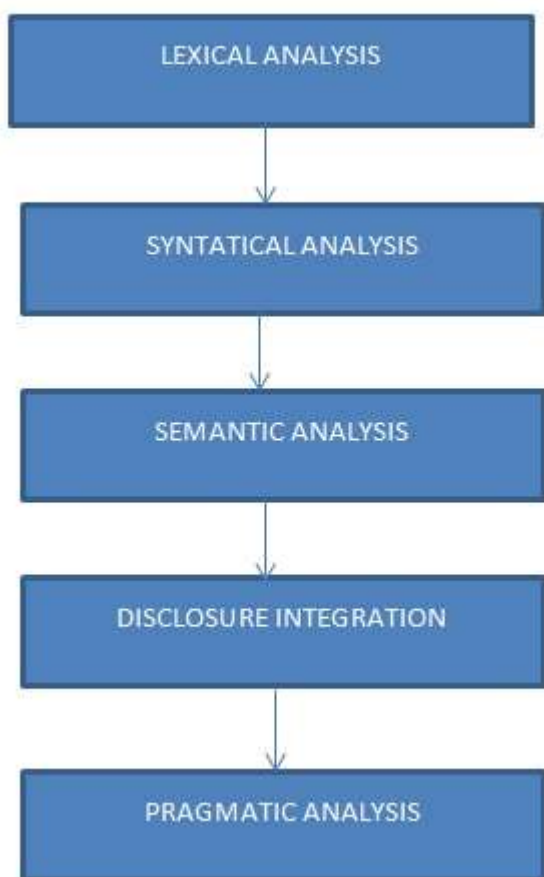 LEXICAL ANALYSIS
SYNTATICAL ANALYSIS
SEMANTIC ANALYSIS
DISCLOSURE INTEGRATION
PRAGMATIC ANALYSIS